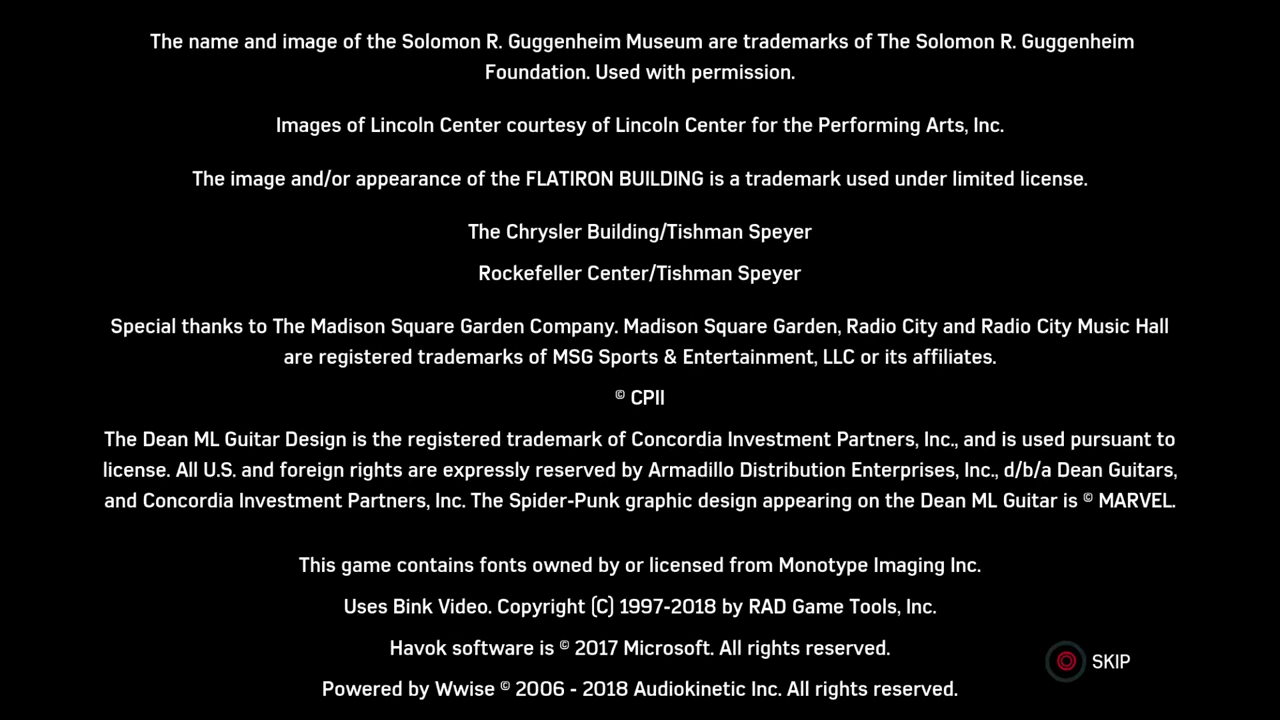 The name and image of the Solomon R. Guggenheim Museum are trademarks of The Solomon R. Guggenheim
Foundation. Used with permission.
Images of Lincoln Center courtesy of Lincoln Center for the Performing Arts, Inc.
The image and/or appearance of the FLATIRON BUILDING is a trademark used under limited license.
The Chrysler Building/Tishman Speyer
Rockefeller Center/Tishman Speyer
Special thanks to The Madison Square Garden Company. Madison Square Garden, Radio City and Radio City Music Hall
are registered trademarks of MSG Sports & Entertainment, LLC or its affiliates.
© CPII
The Dean ML Guitar Design is the registered trademark of Concordia Investment Partners, Inc., and is used pursuant to
license. All U.S. and foreign rights are expressly reserved by Armadillo Distribution Enterprises, Inc., d/b/a Dean Guitars,
and Concordia Investment Partners, Inc. The Spider-Punk graphic design appearing on the Dean ML Guitar is © MARVEL.
This game contains fonts owned by or licensed from Monotype Imaging Inc.
Uses Bink Video. Copyright (C) 1997-2018 by RAD Game Tools, Inc.
Havok software is © 2017 Microsoft. All rights reserved.
SKIP
Powered by Wwise © 2006 - 2018 Audiokinetic Inc. All rights reserved.